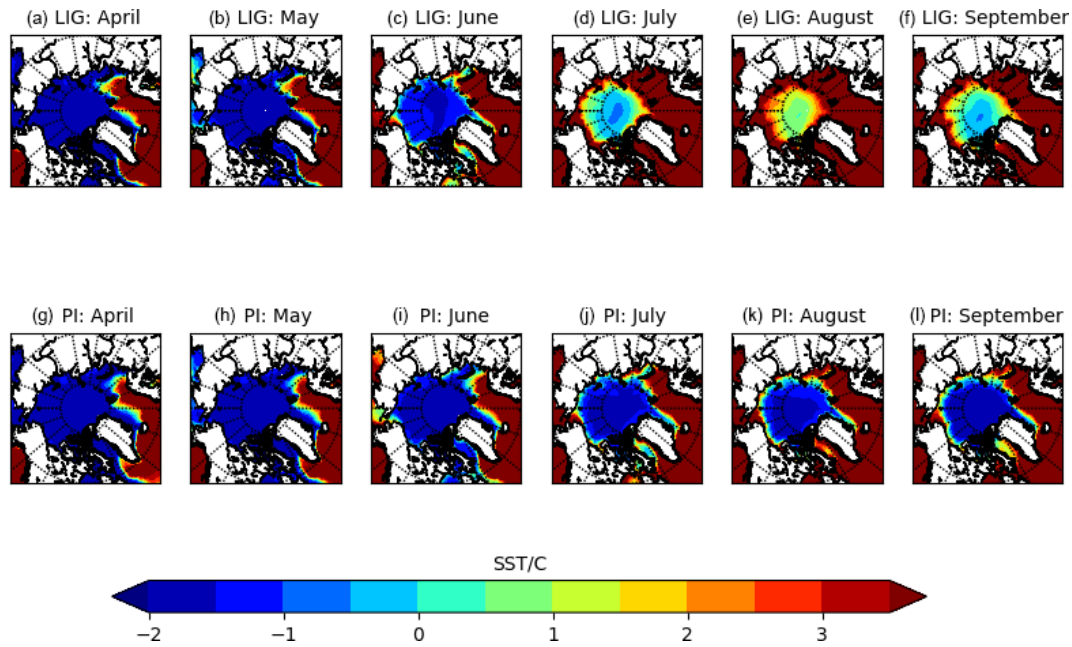 (a) LIG: April
(b) LIG: May
(c) LIG: June
(d) LIG: July
(e) LIG: August
(f) LIG: September
(g) PI: April
(h) PI: May
(i) PI: June
(j) PI: July
(k) PI: August
(l) PI: September
SST/C
−2 −1 0 1 2 3